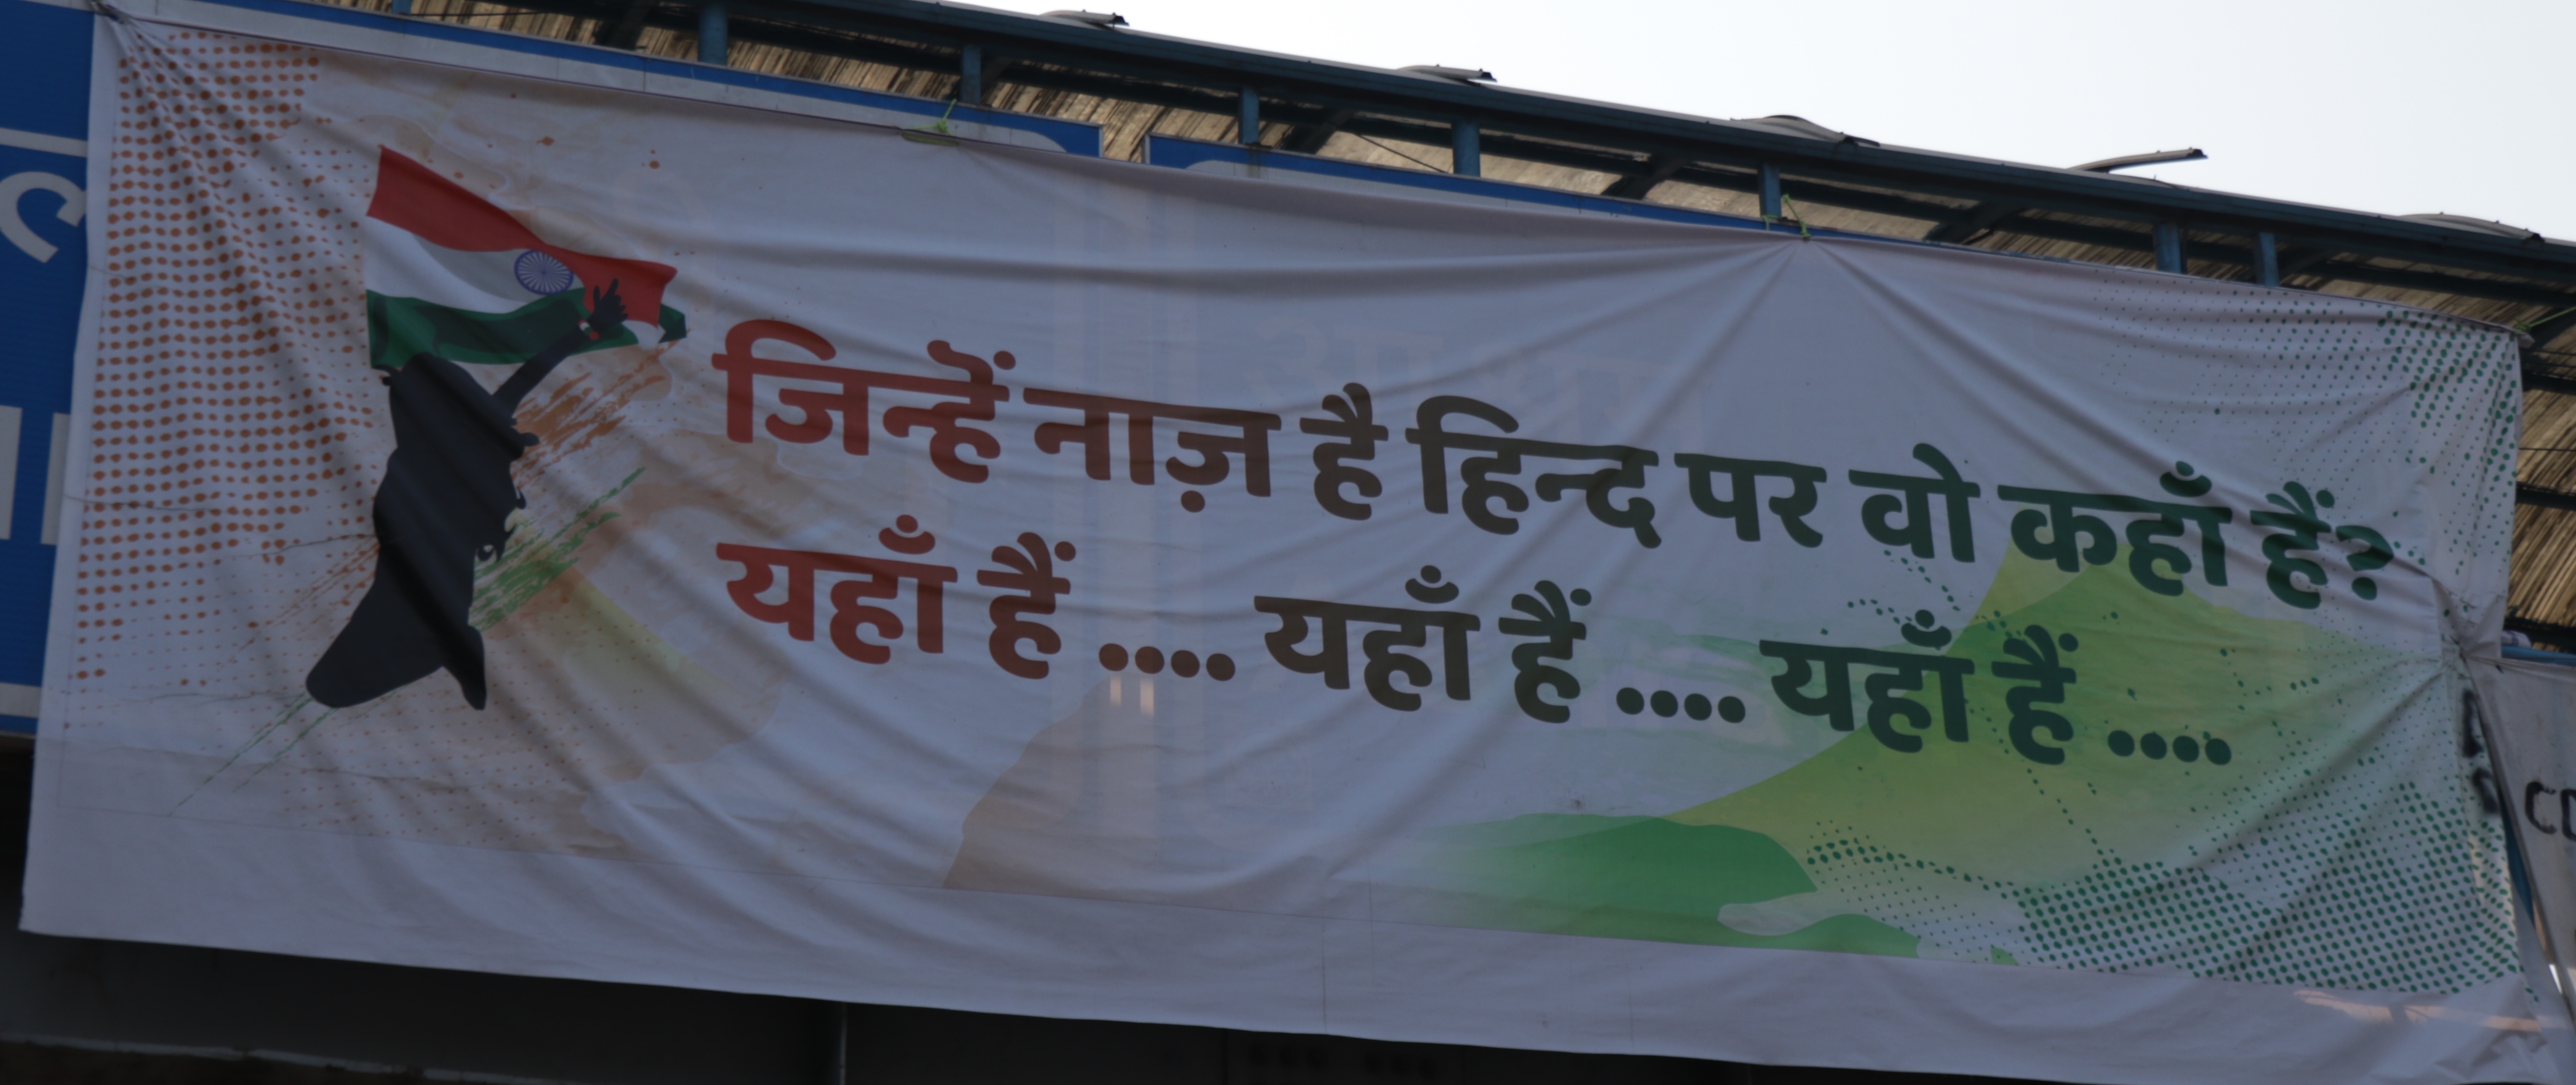 जिन्हें नाज़ है हिन्द पर वो कहाँ हैं?
यहाँ हैं .... यहाँ हैं .... यहाँ हैं ....